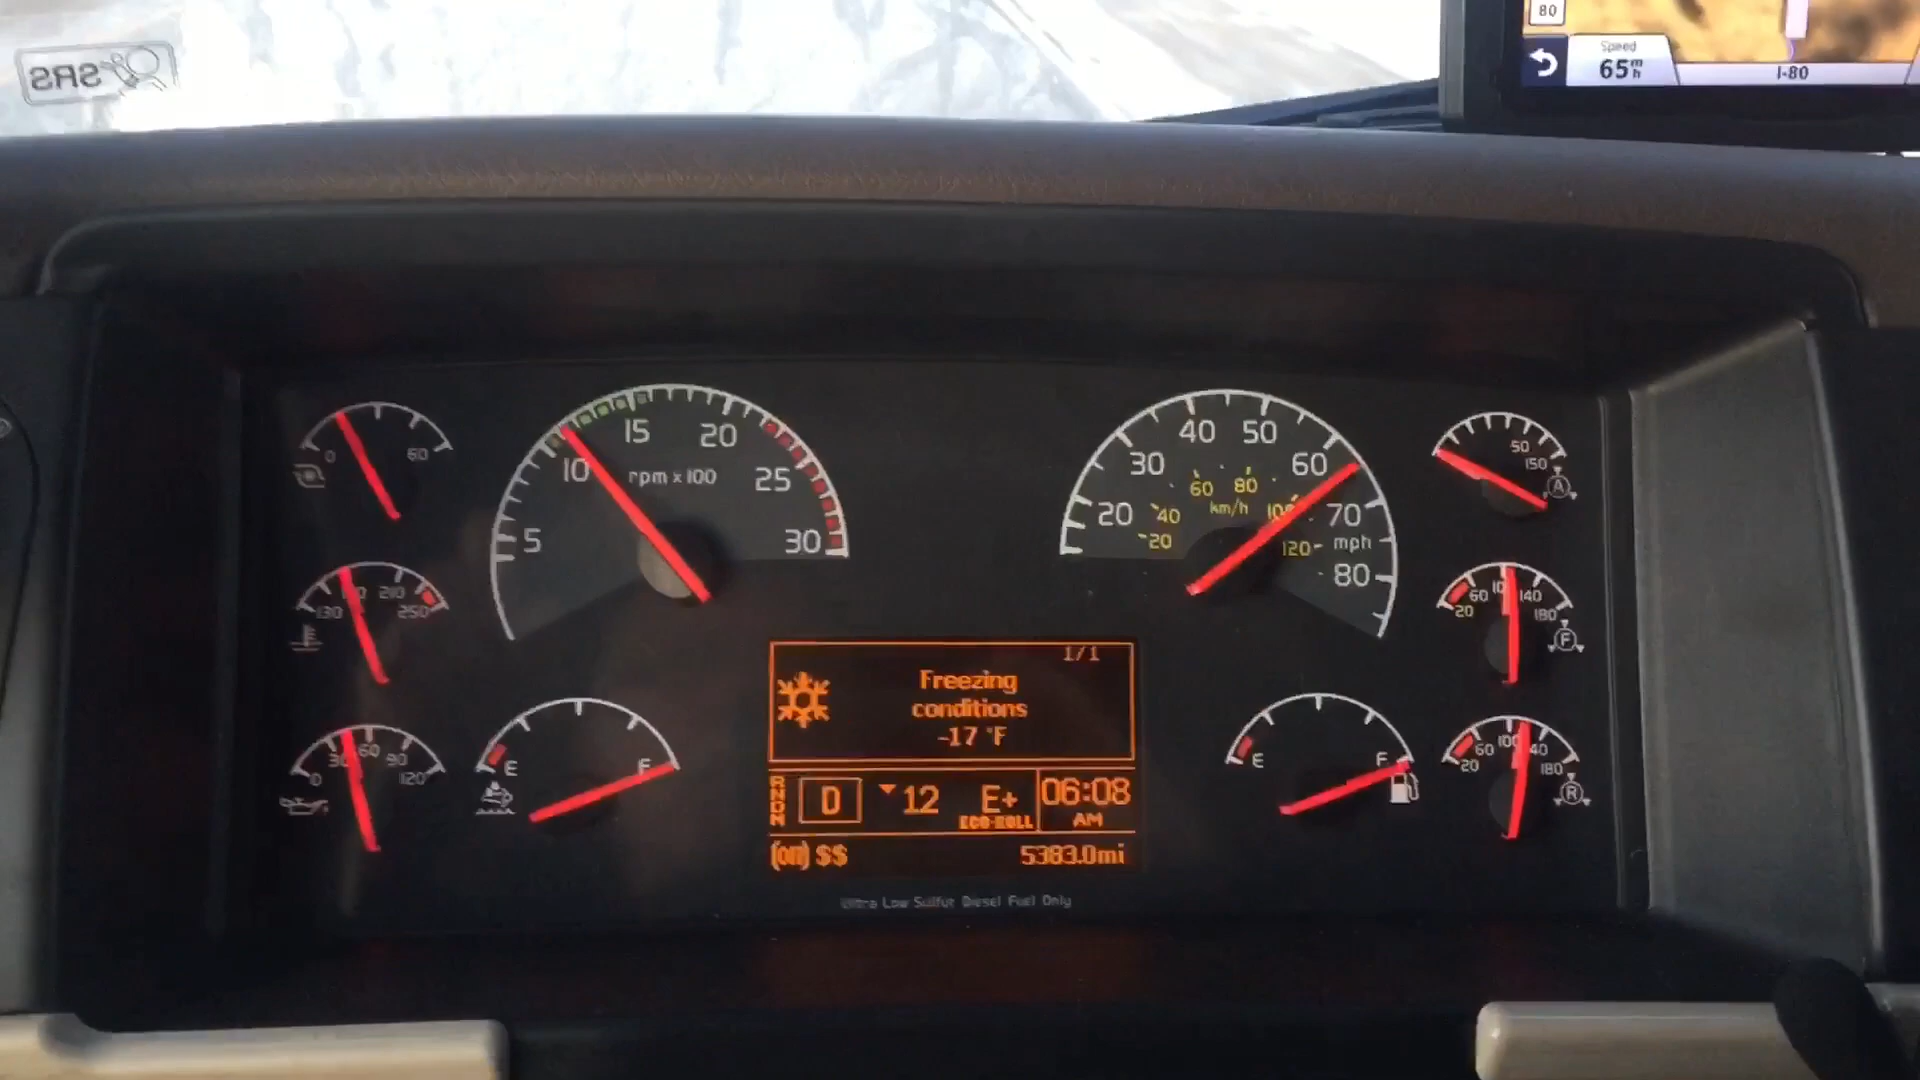 SRS
80
Speed
65 mh
I-80
0 60
5 10 15 20 25 30
rpm x 100
20 30 40 50 60 70 80
mph
20 40 60 80 100 120
km/h
50 150
A
130 210 250
20 60 140 180
F
0 30 60 90 120
E F
E F
20 60 100 140 180
R
1/1
Freezing
conditions
-17 °F
R
N
D
N
D 12 E+ 06:08
ECO-ROLL AM
(on) $$ 5383.0mi
Ultra Low Sulfur Diesel Fuel Only